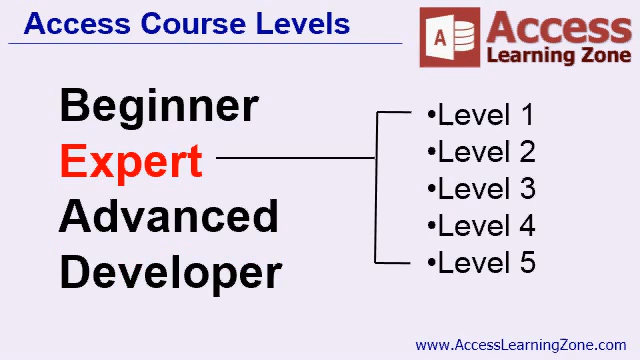 Access Course Levels
A
Access
Learning Zone
Beginner
Expert
Advanced
Developer
•Level 1
•Level 2
•Level 3
•Level 4
•Level 5
www.AccessLearningZone.com